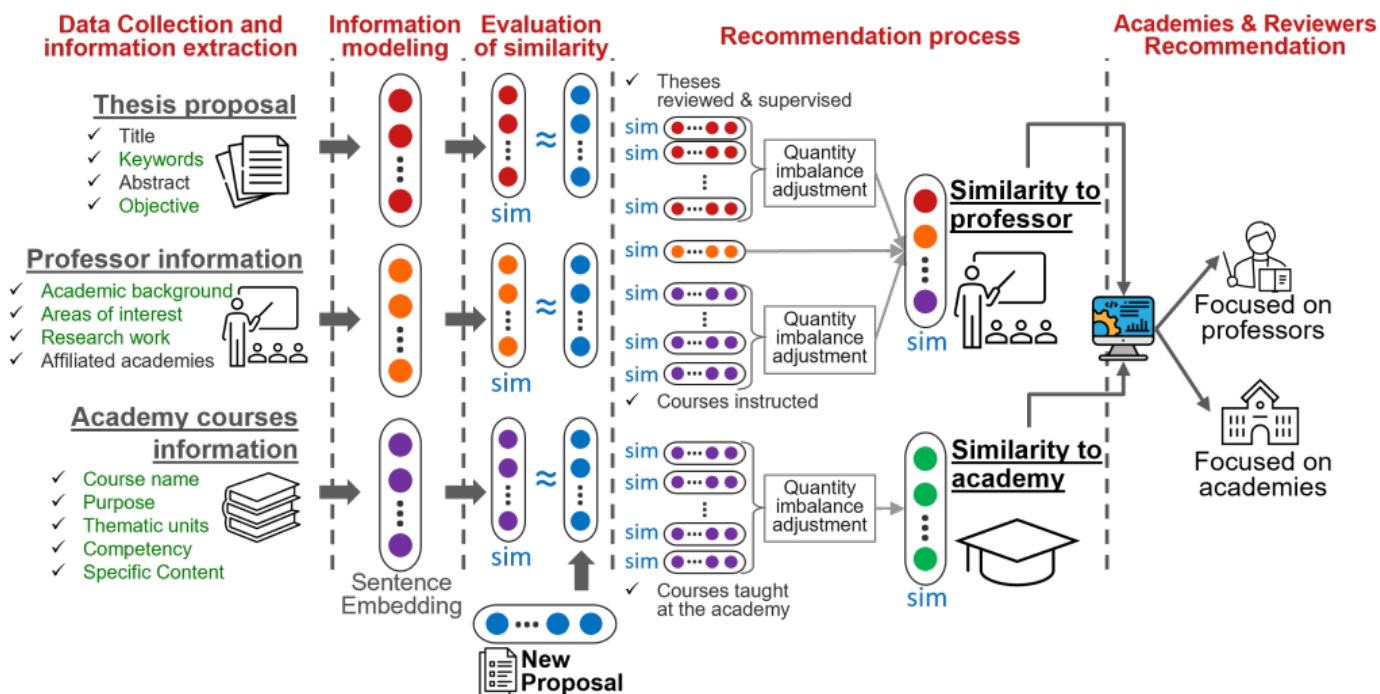 Data Collection and
information extraction
Information
modeling
Evaluation
of similarity
Recommendation process
Academies & Reviewers
Recommendation
Thesis proposal
✓ Title
✓ Keywords
✓ Abstract
✓ Objective
Professor information
✓ Academic background
✓ Areas of interest
✓ Research work
✓ Affiliated academies
Academy courses
information
✓ Course name
✓ Purpose
✓ Thematic units
✓ Competency
✓ Specific Content
Sentence
Embedding
≈
sim
≈
sim
≈
sim
New
Proposal
✓ Theses
reviewed & supervised
sim
sim
sim
Quantity
imbalance
adjustment
sim
sim
sim
sim
Quantity
imbalance
adjustment
✓ Courses instructed
sim
sim
sim
sim
Quantity
imbalance
adjustment
✓ Courses taught
at the academy
Similarity to
professor
sim
Similarity to
academy
sim
Focused on
professors
Focused on
academies